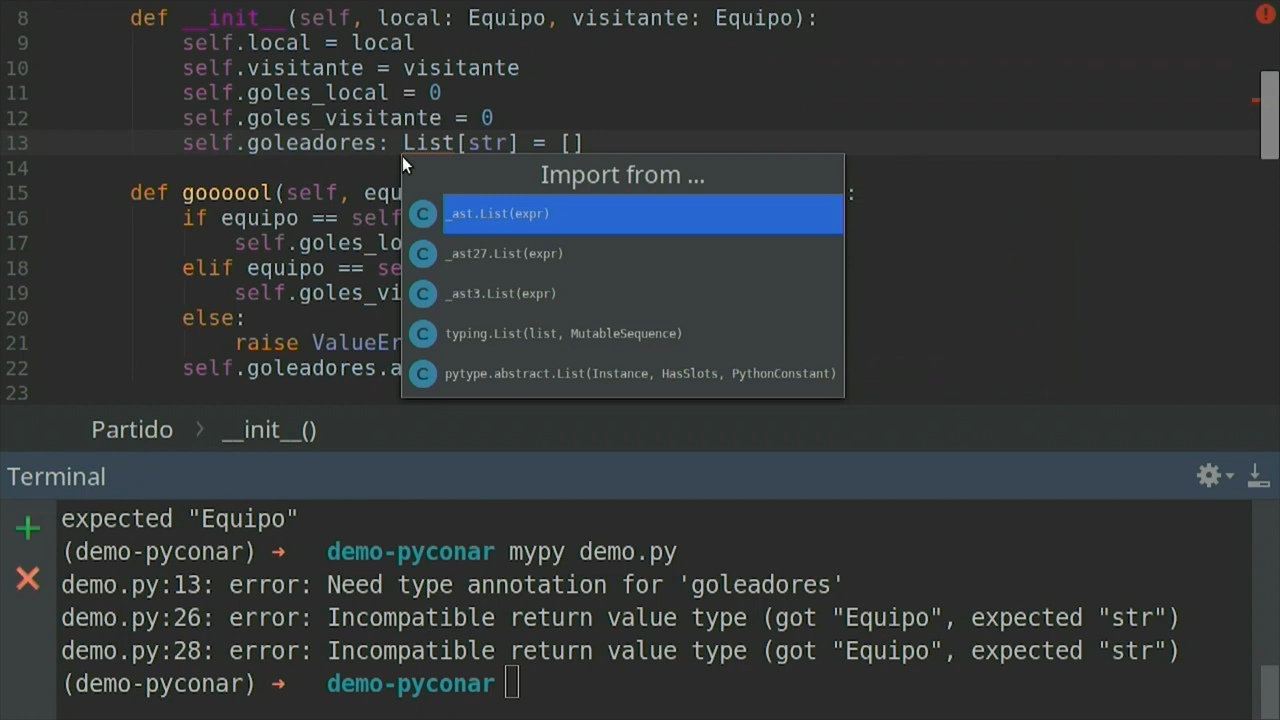 8 def __init__(self, local: Equipo, visitante: Equipo):
9 self.local = local
10 self.visitante = visitante
11 self.goles_local = 0
12 self.goles_visitante = 0
13 self.goleadores: List[str] = []
14
15 def goooool(self, equ :
16 if equipo == self
17 self.goles_lo
18 elif equipo == se
19 self.goles_vi
20 else:
21 raise ValueEr
22 self.goleadores.a
23
Import from ...
C _ast.List(expr)
C _ast27.List(expr)
C _ast3.List(expr)
C typing.List(list, MutableSequence)
C pytype.abstract.List(Instance, HasSlots, PythonConstant)
Partido > __init__()
Terminal
expected "Equipo"
(demo-pyconar) ➜ demo-pyconar mypy demo.py
demo.py:13: error: Need type annotation for 'goleadores'
demo.py:26: error: Incompatible return value type (got "Equipo", expected "str")
demo.py:28: error: Incompatible return value type (got "Equipo", expected "str")
(demo-pyconar) ➜ demo-pyconar